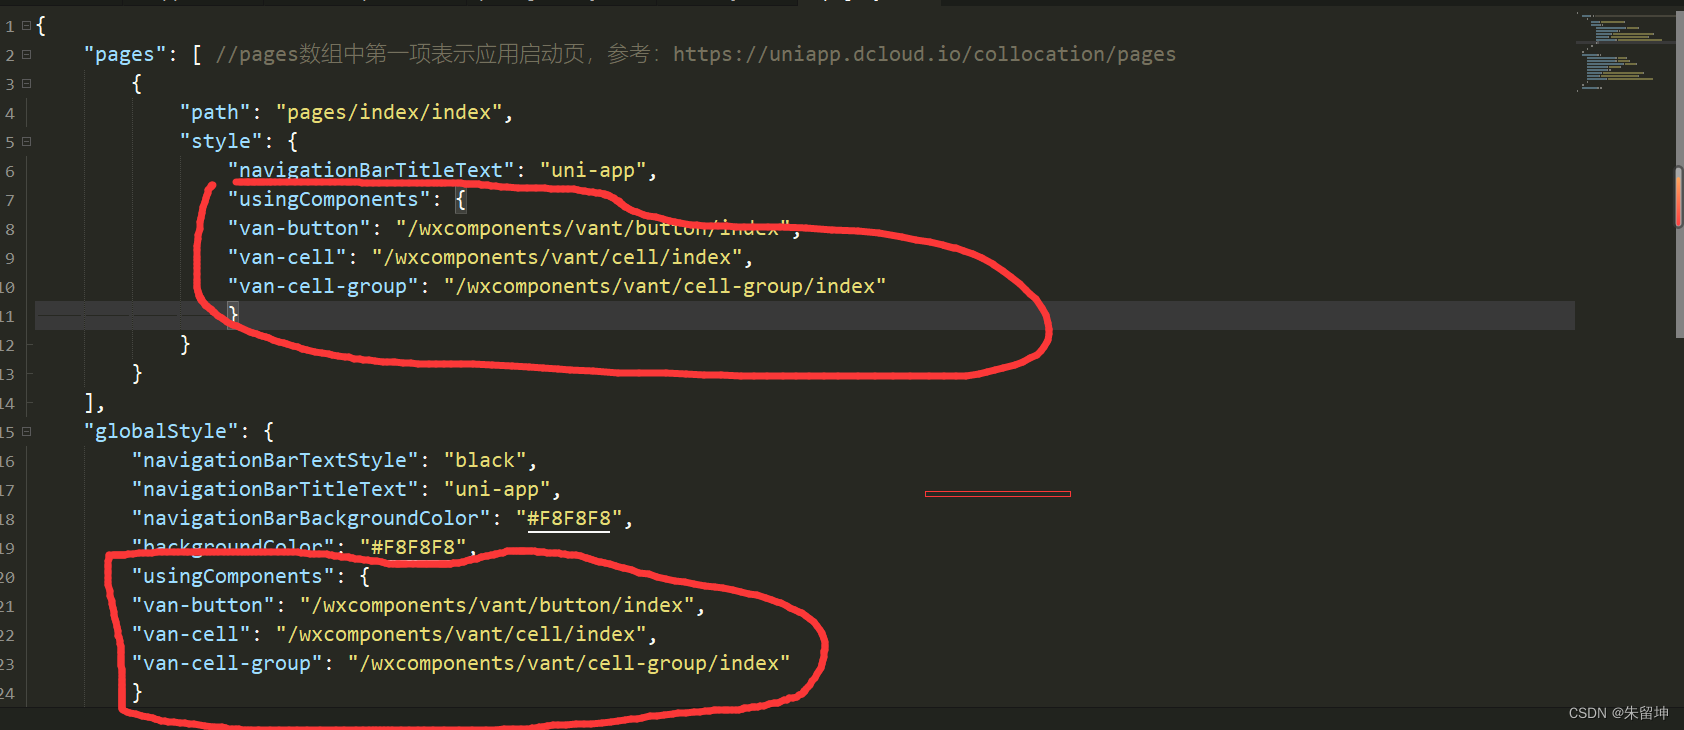 1 {
2 "pages": [ //pages数组中第一项表示应用启动页，参考：https://uniapp.dcloud.io/collocation/pages
3 {
4 "path": "pages/index/index",
5 "style": {
6 "navigationBarTitleText": "uni-app",
7 "usingComponents": {
8 "van-button": "/wxcomponents/vant/button/index",
9 "van-cell": "/wxcomponents/vant/cell/index",
10 "van-cell-group": "/wxcomponents/vant/cell-group/index"
11 }
12 }
13 }
14 ],
15 "globalStyle": {
16 "navigationBarTextStyle": "black",
17 "navigationBarTitleText": "uni-app",
18 "navigationBarBackgroundColor": "#F8F8F8",
19 "backgroundColor": "#F8F8F8",
20 "usingComponents": {
21 "van-button": "/wxcomponents/vant/button/index",
22 "van-cell": "/wxcomponents/vant/cell/index",
23 "van-cell-group": "/wxcomponents/vant/cell-group/index"
24 }
CSDN @朱留坤